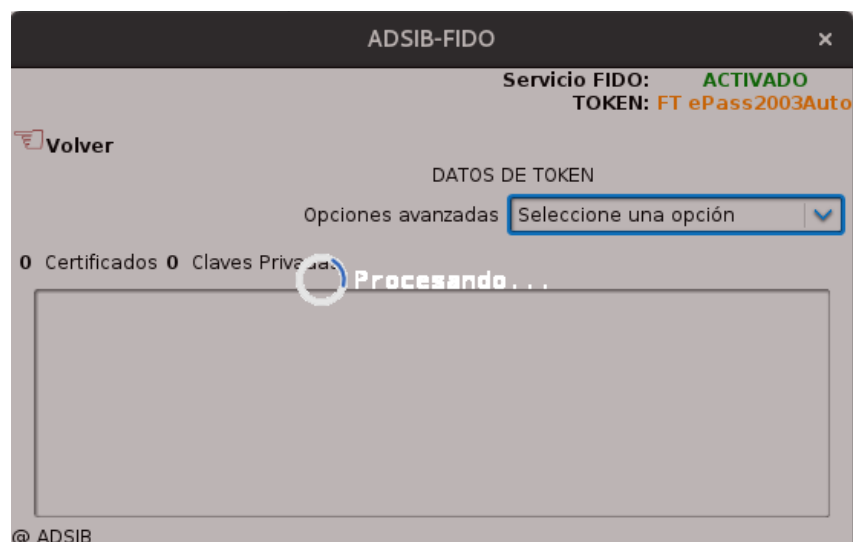 ADSIB-FIDO ×
Servicio FIDO: ACTIVADO
TOKEN: FT ePass2003Auto
Volver
DATOS DE TOKEN
Opciones avanzadas Seleccione una opción
0 Certificados 0 Claves Privadas
Procesando...
@ ADSIB